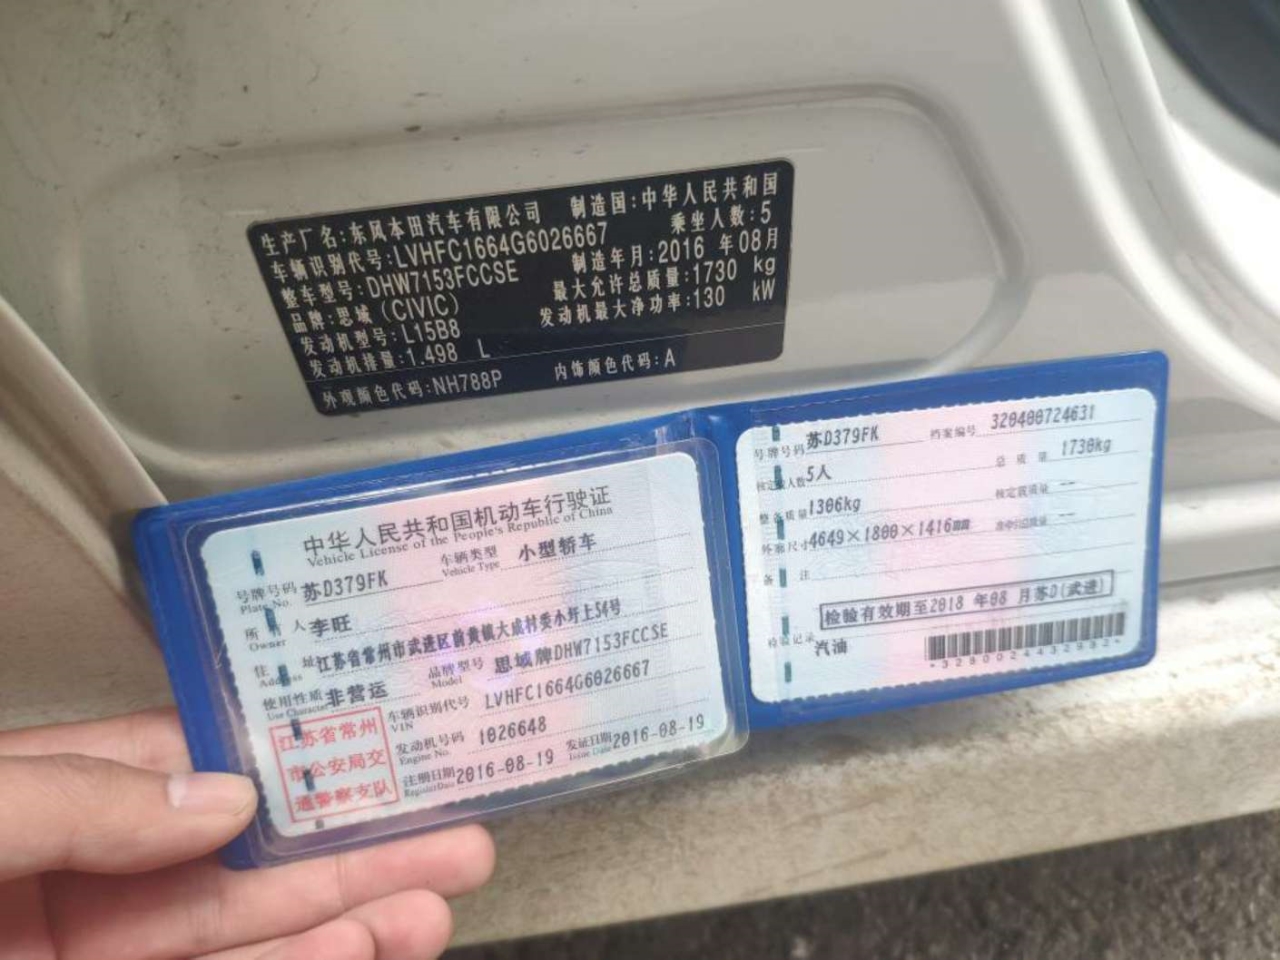 生产厂名:东风本田汽车有限公司 制造国:中华人民共和国
车辆识别代号:LVHFC1664G6026667 乘坐人数:5
整车型号:DHW7153FCCSE 制造年月:2016 年08月
品牌:思域(CIVIC) 最大允许总质量:1730 kg
发动机型号:L15B8 发动机最大净功率:130 kW
发动机排量:1.498 L
外观颜色代码:NH788P 内饰颜色代码:A
中华人民共和国机动车行驶证
Vehicle License of the People's Republic of China
号牌号码 苏D379FK 车辆类型 小型轿车
Plate No. Vehicle Type
所有人 李旺
Owner
住址 江苏省常州市武进区前黄镇大成村委小圩上54号
Address
使用性质 非营运 品牌型号 思域牌DHW7153FCCSE
Use Character Model
车辆识别代号 LVHFC1664G6026667
VIN
发动机号码 1026648
Engine No.
注册日期 2016-08-19 发证日期 2016-08-19
Register Date Issue Date
江苏省常州
市公安局交
通警察支队
号牌号码 苏D379FK 档案编号 320400724631
核定载人数 5人 总质量 1730kg
整备质量 1306kg 核定载质量 --
外廓尺寸 4649×1800×1416mm 准牵引总质量 --
备注
检验有效期至2018 年08 月苏D(武进)
检验记录 汽油